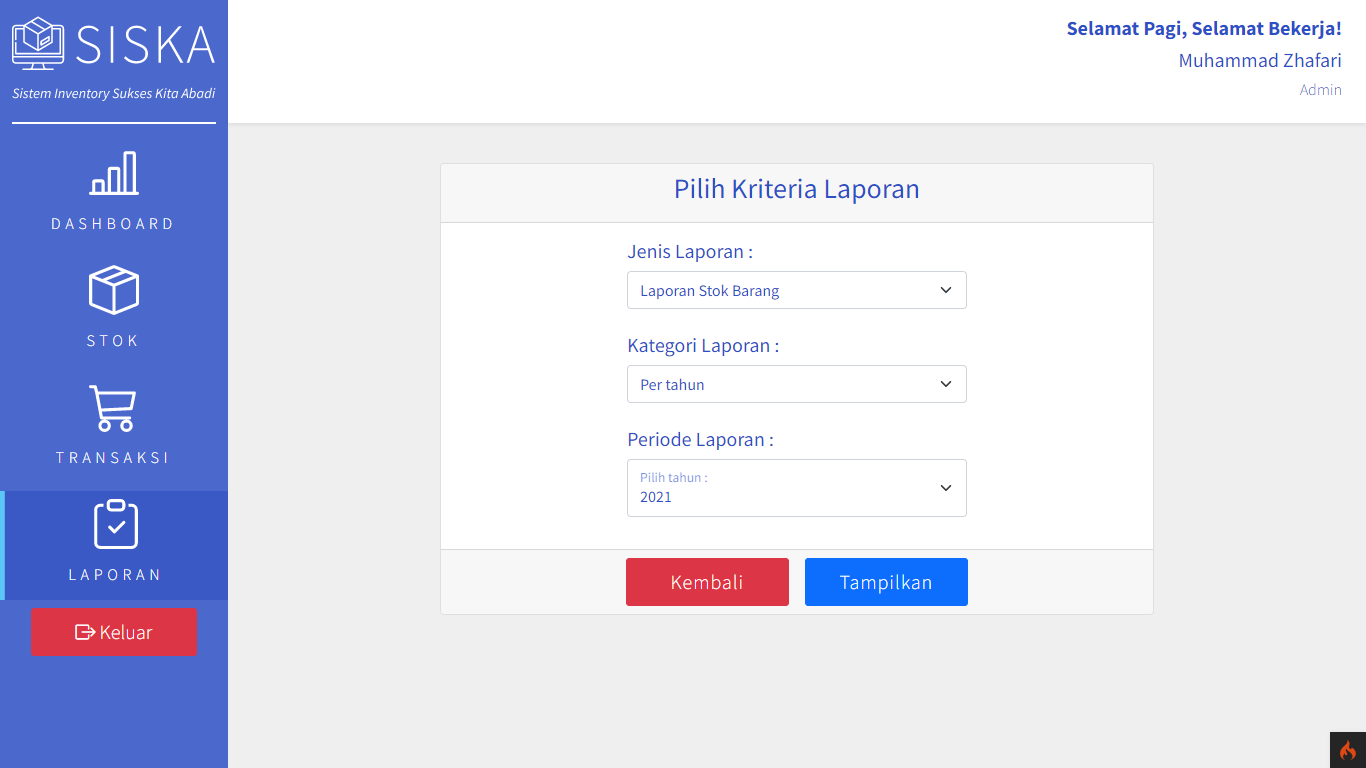 SISKA
Sistem Inventory Sukses Kita Abadi
DASHBOARD
STOK
TRANSAKSI
LAPORAN
Keluar
Selamat Pagi, Selamat Bekerja!
Muhammad Zhafari
Admin
Pilih Kriteria Laporan
Jenis Laporan :
Laporan Stok Barang
Kategori Laporan :
Per tahun
Periode Laporan :
Pilih tahun :
2021
Kembali
Tampilkan